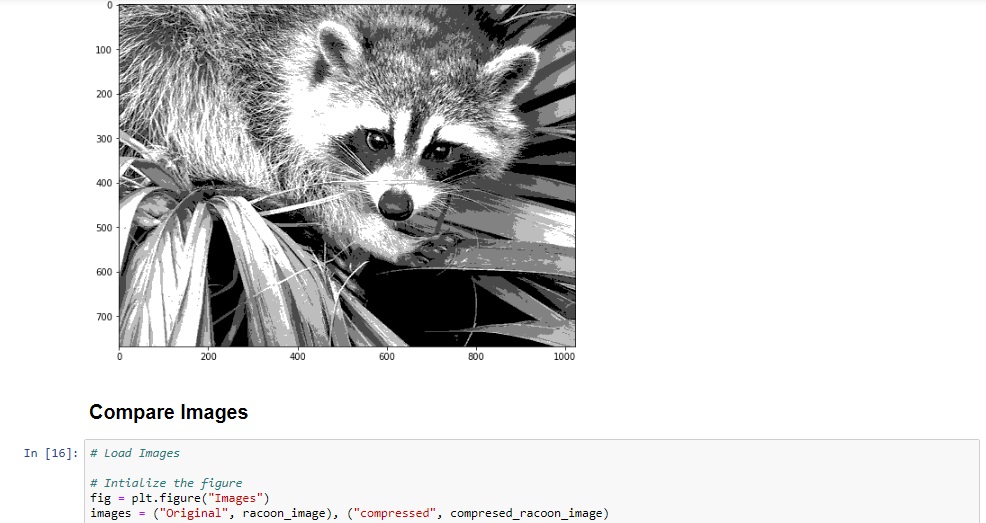 0
100
200
300
400
500
600
700
0 200 400 600 800 1000
Compare Images
In [16]: # Load Images
# Intialize the figure
fig = plt.figure("Images")
images = ("Original", racoon_image), ("compressed", compresed_racoon_image)